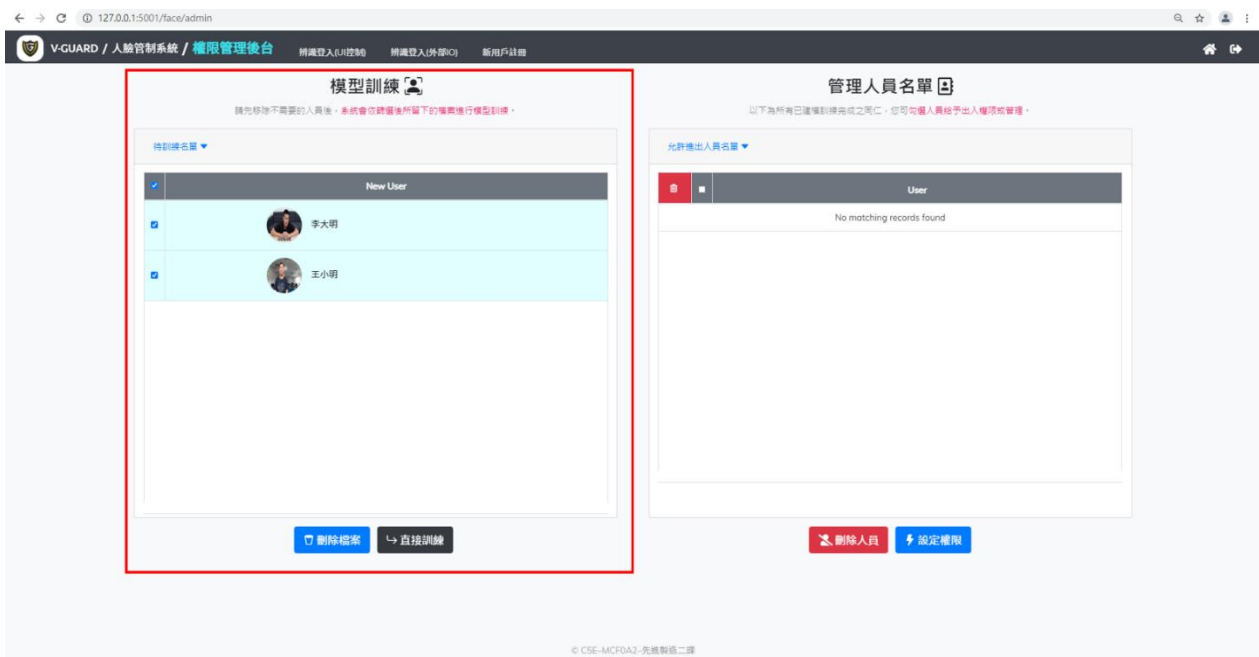 127.0.0.1:5001/face/admin
V-GUARD / 人臉管制系統 / 權限管理後台 辨識登入(UI控制) 辨識登入(外部IO) 新用戶註冊
模型訓練
請先移除不需要的人員後,系統會依篩選後所留下的檔案進行模型訓練。
待訓練名單 ▼
New User
李大明
王小明
刪除檔案 直接訓練
管理人員名單
以下為所有已建檔訓練完成之同仁,您可勾選人員給予出入權限或管理。
允許進出人員名單 ▼
User
No matching records found
刪除人員 設定權限
© CSE-MCF0A2-先進製造二課